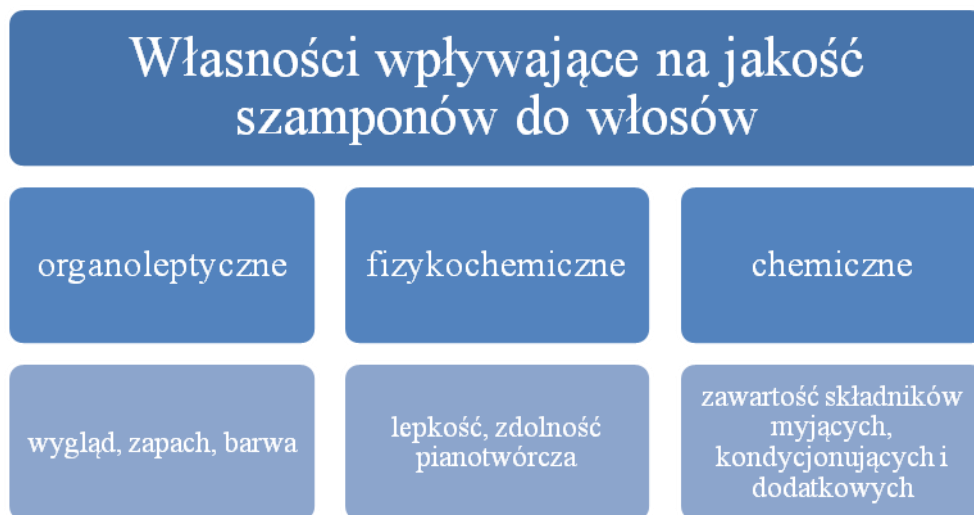 Własności wpływające na jakość
szamponów do włosów
organoleptyczne
fizykochemiczne
chemiczne
wygląd, zapach, barwa
lepkość, zdolność
pianotwórcza
zawartość składników
myjących,
kondycjonujących i
dodatkowych